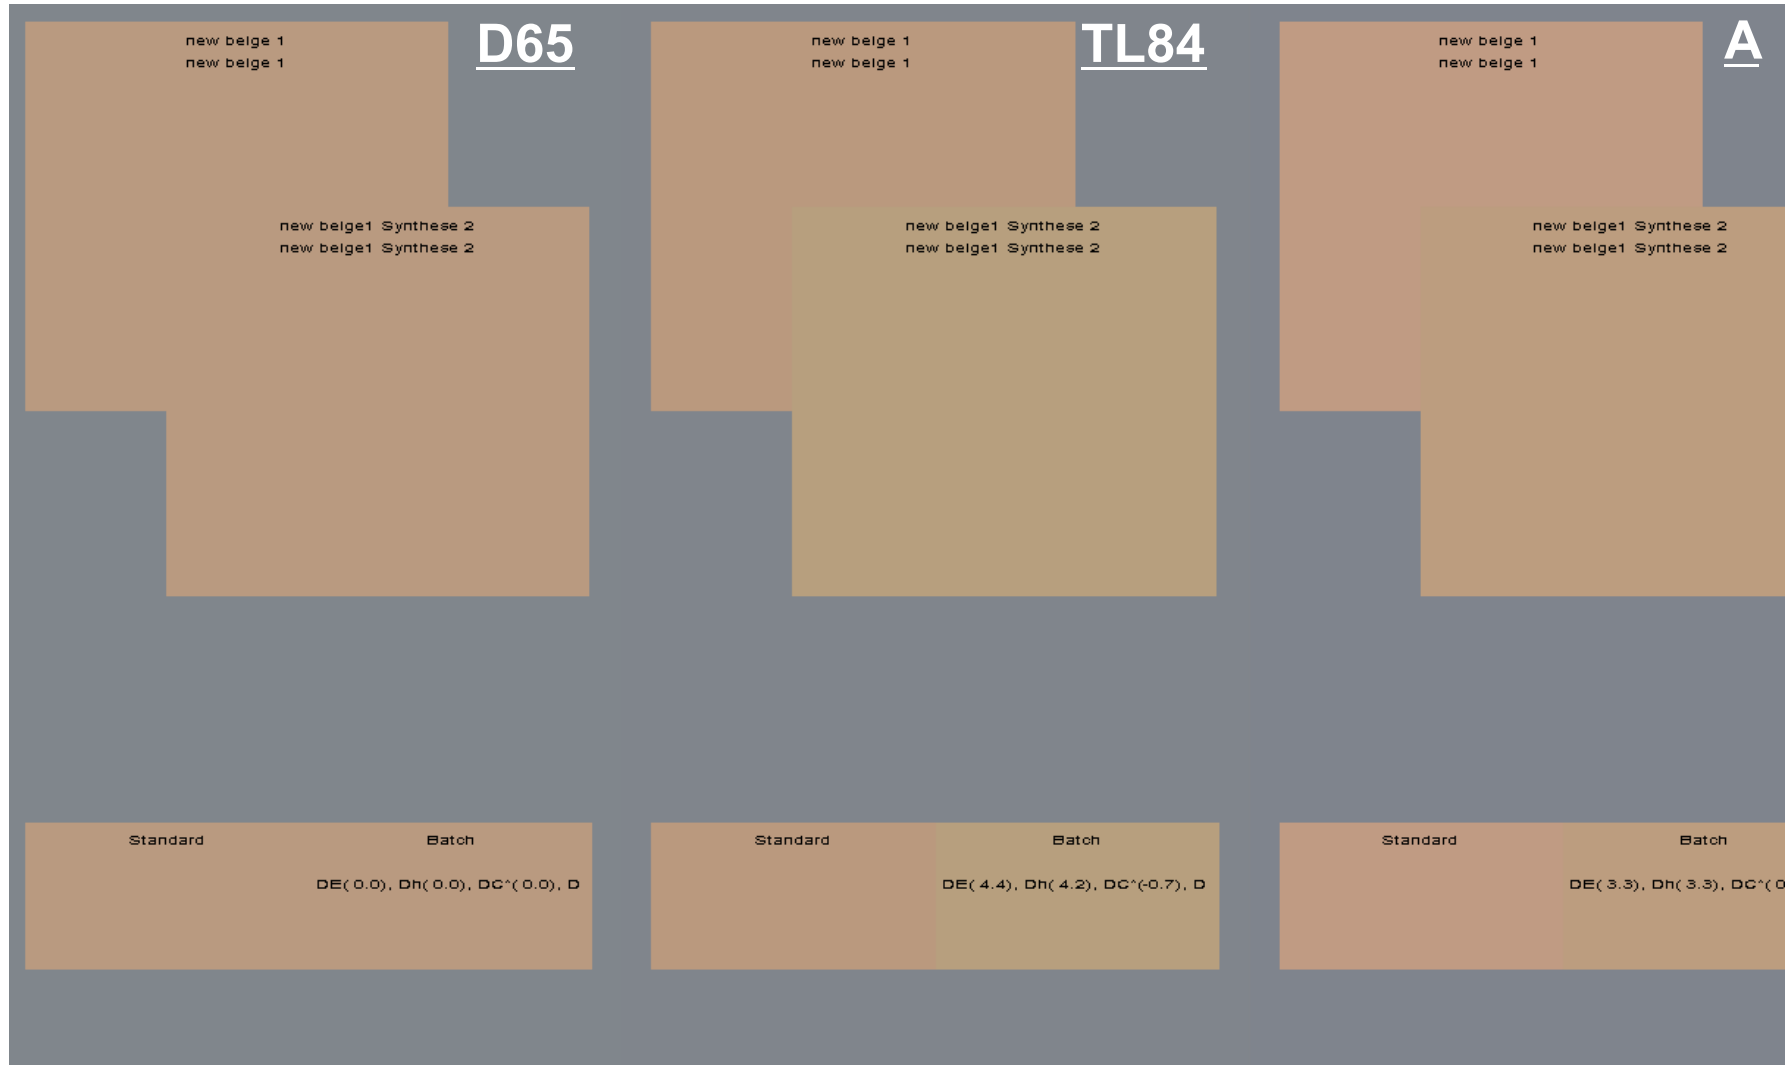 D65
new beige 1
new beige 1
new beige1 Synthese 2
new beige1 Synthese 2
Standard
Batch
DE( 0.0), Dh( 0.0), DC*( 0.0), D
TL84
new beige 1
new beige 1
new beige1 Synthese 2
new beige1 Synthese 2
Standard
Batch
DE( 4.4), Dh( 4.2), DC*(-0.7), D
A
new beige 1
new beige 1
new beige1 Synthese 2
new beige1 Synthese 2
Standard
Batch
DE( 3.3), Dh( 3.3), DC*( 0